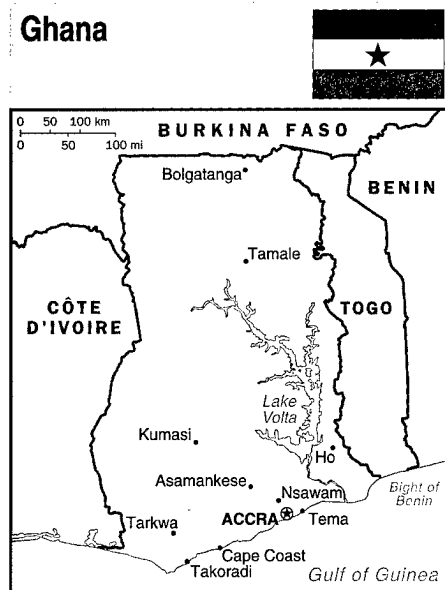 Ghana
0 50 100 km
0 50 100 mi
BURKINA FASO
BENIN
Bolgatanga
Tamale
CÔTE
D'IVOIRE
TOGO
Lake
Volta
Kumasi
Ho
Asamankese
Nsawam
Bight of
Benin
ACCRA
Tema
Tarkwa
Cape Coast
Takoradi
Gulf of Guinea